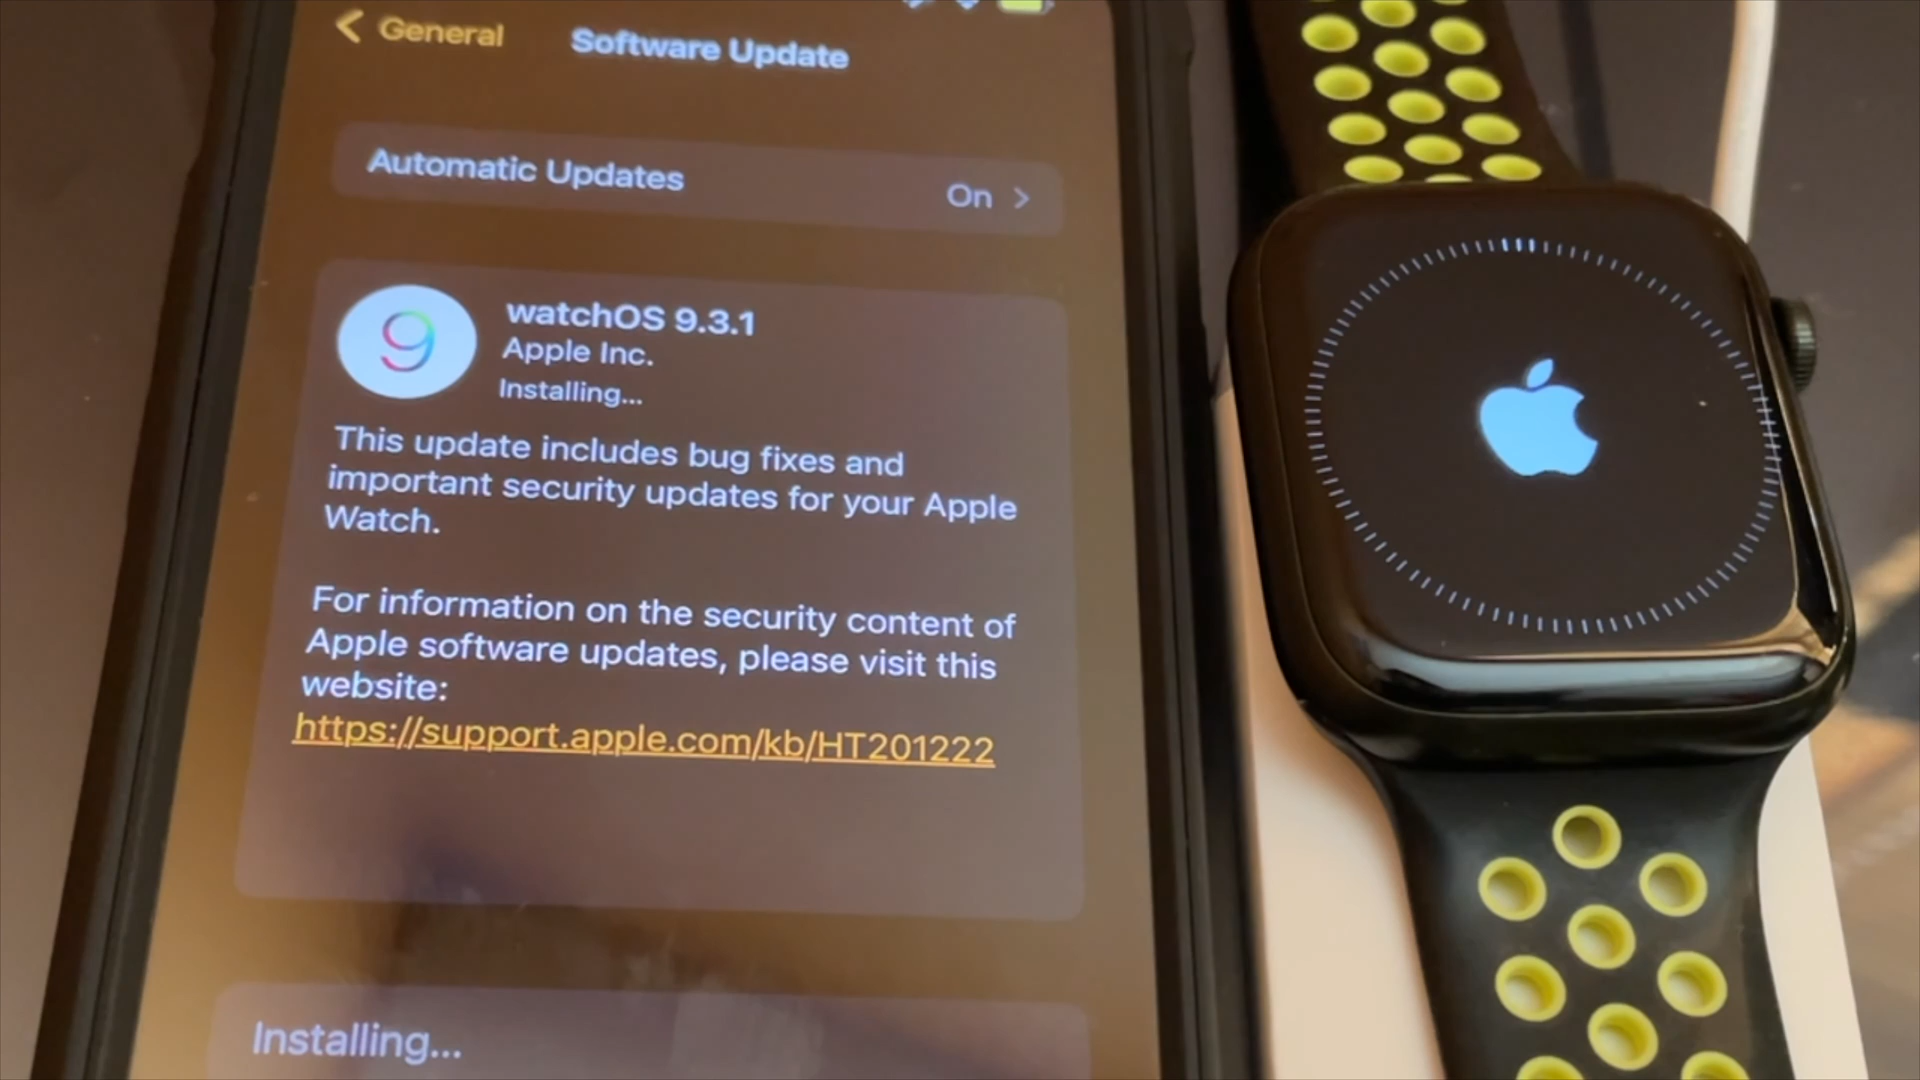 General
Software Update
Automatic Updates
On
9
watchOS 9.3.1
Apple Inc.
Installing...
This update includes bug fixes and
important security updates for your Apple
Watch.
For information on the security content of
Apple software updates, please visit this
website:
https://support.apple.com/kb/HT201222
Installing...